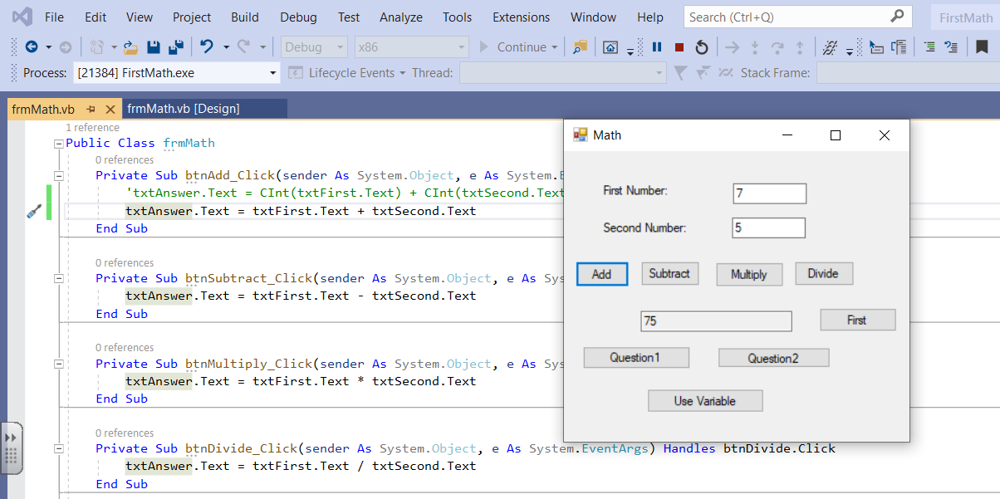 File Edit View Project Build Debug Test Analyze Tools Extensions Window Help Search (Ctrl+Q) FirstMath
Debug x86 Continue
Process: [21384] FirstMath.exe Lifecycle Events Thread: Stack Frame:
frmMath.vb frmMath.vb [Design]
1 reference
Public Class frmMath
0 references
Private Sub btnAdd_Click(sender As System.Object, e As System.E
'txtAnswer.Text = CInt(txtFirst.Text) + CInt(txtSecond.Text
txtAnswer.Text = txtFirst.Text + txtSecond.Text
End Sub
0 references
Private Sub btnSubtract_Click(sender As System.Object, e As Sys
txtAnswer.Text = txtFirst.Text - txtSecond.Text
End Sub
0 references
Private Sub btnMultiply_Click(sender As System.Object, e As Sys
txtAnswer.Text = txtFirst.Text * txtSecond.Text
End Sub
0 references
Private Sub btnDivide_Click(sender As System.Object, e As System.EventArgs) Handles btnDivide.Click
txtAnswer.Text = txtFirst.Text / txtSecond.Text
End Sub
Math
First Number: 7
Second Number: 5
Add Subtract Multiply Divide
75 First
Question1 Question2
Use Variable